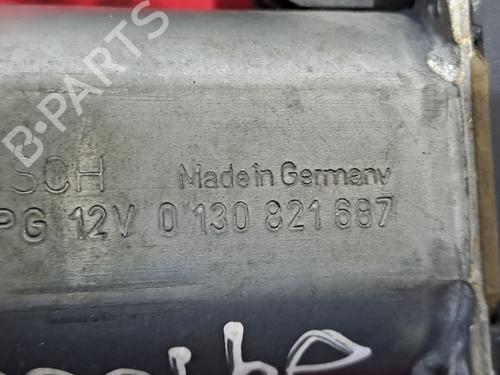 B-PARTS
SCH Made in Germany
PG 12V 0 130 821 687